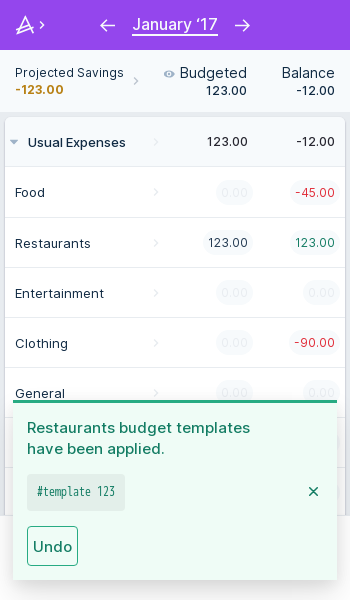 January ‘17
Projected Savings
-123.00
Budgeted
123.00
Balance
-12.00
Usual Expenses 123.00 -12.00
Food 0.00 -45.00
Restaurants 123.00 123.00
Entertainment 0.00 0.00
Clothing 0.00 -90.00
General 0.00 0.00
Restaurants budget templates
have been applied.
#template 123
Undo